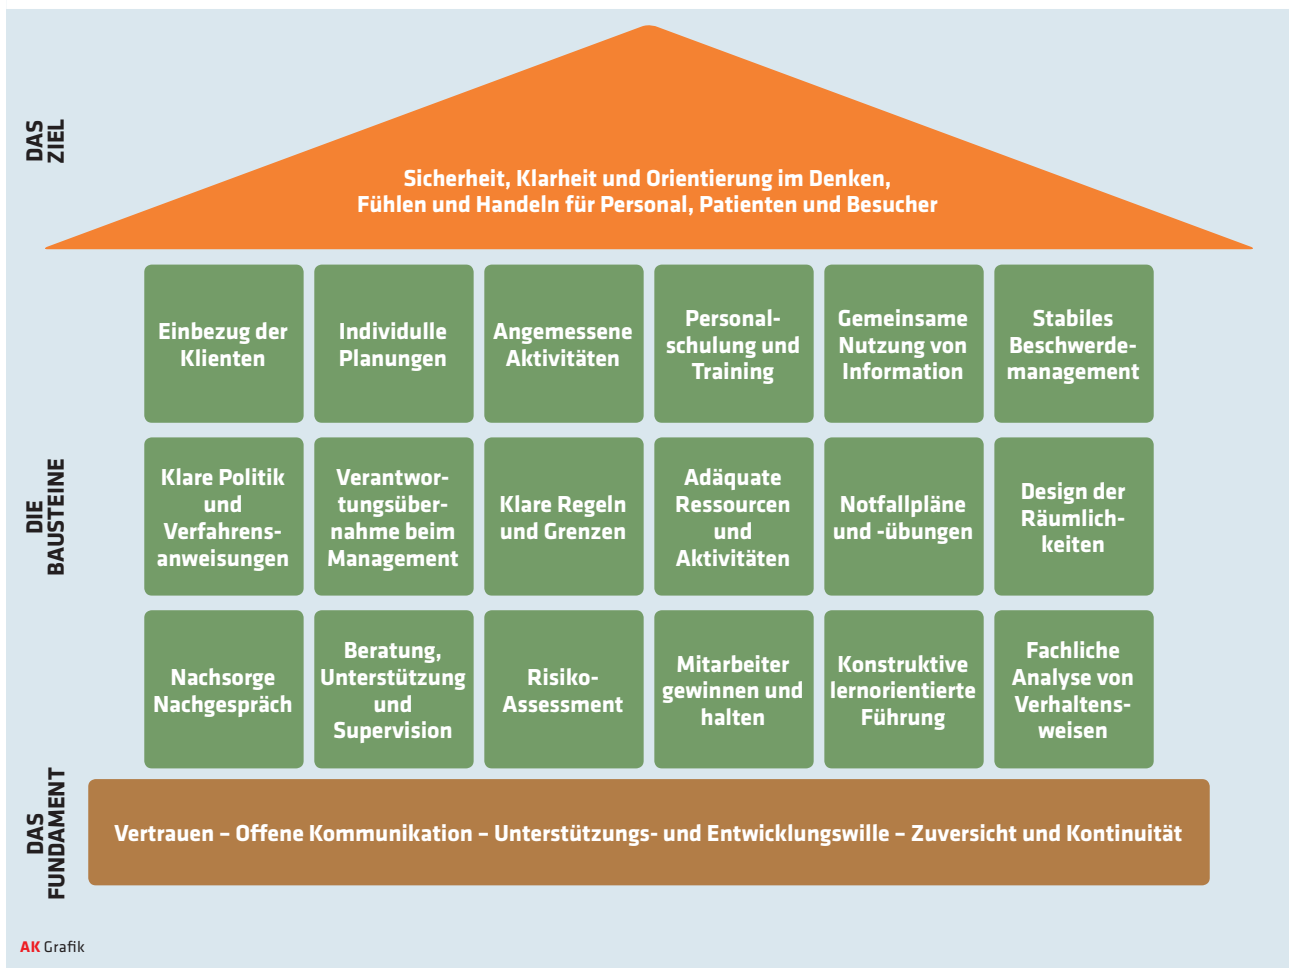 DAS
ZIEL
Sicherheit, Klarheit und Orientierung im Denken,
Fühlen und Handeln für Personal, Patienten und Besucher
DIE
BAUSTEINE
Einbezug der
Klienten
Individulle
Planungen
Angemessene
Aktivitäten
Personal-
schulung und
Training
Gemeinsame
Nutzung von
Information
Stabiles
Beschwerde-
management
Klare Politik
und
Verfahrens-
anweisungen
Verantwor-
tungsüber-
nahme beim
Management
Klare Regeln
und Grenzen
Adäquate
Ressourcen
und
Aktivitäten
Notfallpläne
und -übungen
Design der
Räumlich-
keiten
Nachsorge
Nachgespräch
Beratung,
Unterstützung
und
Supervision
Risiko-
Assessment
Mitarbeiter
gewinnen und
halten
Konstruktive
lernorientierte
Führung
Fachliche
Analyse von
Verhaltens-
weisen
DAS
FUNDAMENT
Vertrauen – Offene Kommunikation – Unterstützungs- und Entwicklungswille – Zuversicht und Kontinuität
AK Grafik